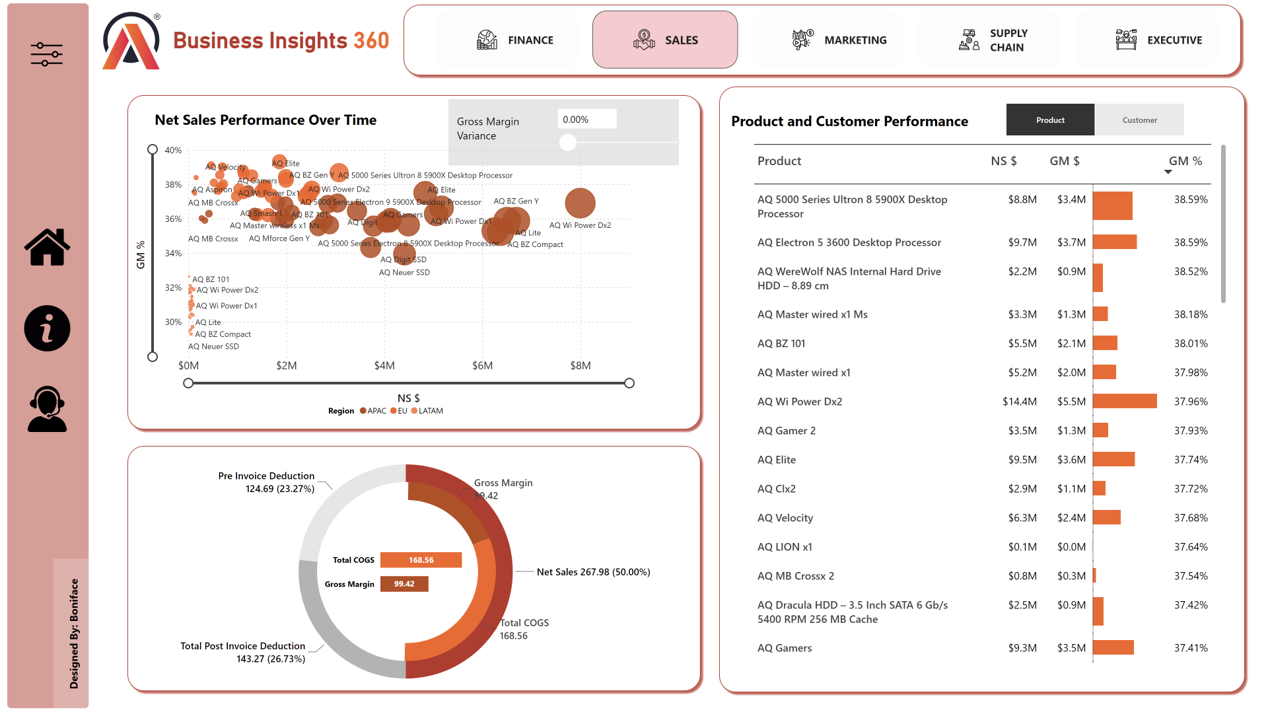 Business Insights 360
®
FINANCE
SALES
MARKETING
SUPPLY
CHAIN
EXECUTIVE
Designed By: Boniface
Net Sales Performance Over Time
Gross Margin
Variance
0.00%
40%
38%
36%
34%
32%
30%
GM %
AQ Velocity
AQ Elite
AQ BZ Gen Y
AQ 5000 Series Ultron 8 5900X Desktop Processor
AQ Gamers
AQ Aspiron
AQ Wi Power Dx1
AQ Wi Power Dx2
AQ Elite
AQ MB Crossx
AQ 5000 Series Electron 9 5900X Desktop Processor
AQ BZ Gen Y
AQ Smash 1
AQ BZ 101
AQ Gamers
AQ Digit
AQ Wi Power Dx1
AQ Wi Power Dx2
AQ Master wireless x1 Ms
AQ Lite
AQ MB Crossx
AQ Mforce Gen Y
AQ 5000 Series Electron 8 5900X Desktop Processor
AQ BZ Compact
AQ Digit SSD
AQ Neuer SSD
AQ BZ 101
AQ Wi Power Dx2
AQ Wi Power Dx1
AQ Lite
AQ BZ Compact
AQ Neuer SSD
$0M
$2M
$4M
$6M
$8M
NS $
Region APAC EU LATAM
Pre Invoice Deduction
124.69 (23.27%)
Gross Margin
99.42
Total COGS 168.56
Gross Margin 99.42
Net Sales 267.98 (50.00%)
Total COGS
168.56
Total Post Invoice Deduction
143.27 (26.73%)
Product and Customer Performance
Product
Customer
Product NS $ GM $ GM %
AQ 5000 Series Ultron 8 5900X Desktop
Processor
$8.8M $3.4M 38.59%
AQ Electron 5 3600 Desktop Processor $9.7M $3.7M 38.59%
AQ WereWolf NAS Internal Hard Drive
HDD – 8.89 cm
$2.2M $0.9M 38.52%
AQ Master wired x1 Ms $3.3M $1.3M 38.18%
AQ BZ 101 $5.5M $2.1M 38.01%
AQ Master wired x1 $5.2M $2.0M 37.98%
AQ Wi Power Dx2 $14.4M $5.5M 37.96%
AQ Gamer 2 $3.5M $1.3M 37.93%
AQ Elite $9.5M $3.6M 37.74%
AQ Clx2 $2.9M $1.1M 37.72%
AQ Velocity $6.3M $2.4M 37.68%
AQ LION x1 $0.1M $0.0M 37.64%
AQ MB Crossx 2 $0.8M $0.3M 37.54%
AQ Dracula HDD – 3.5 Inch SATA 6 Gb/s
5400 RPM 256 MB Cache
$2.5M $0.9M 37.42%
AQ Gamers $9.3M $3.5M 37.41%